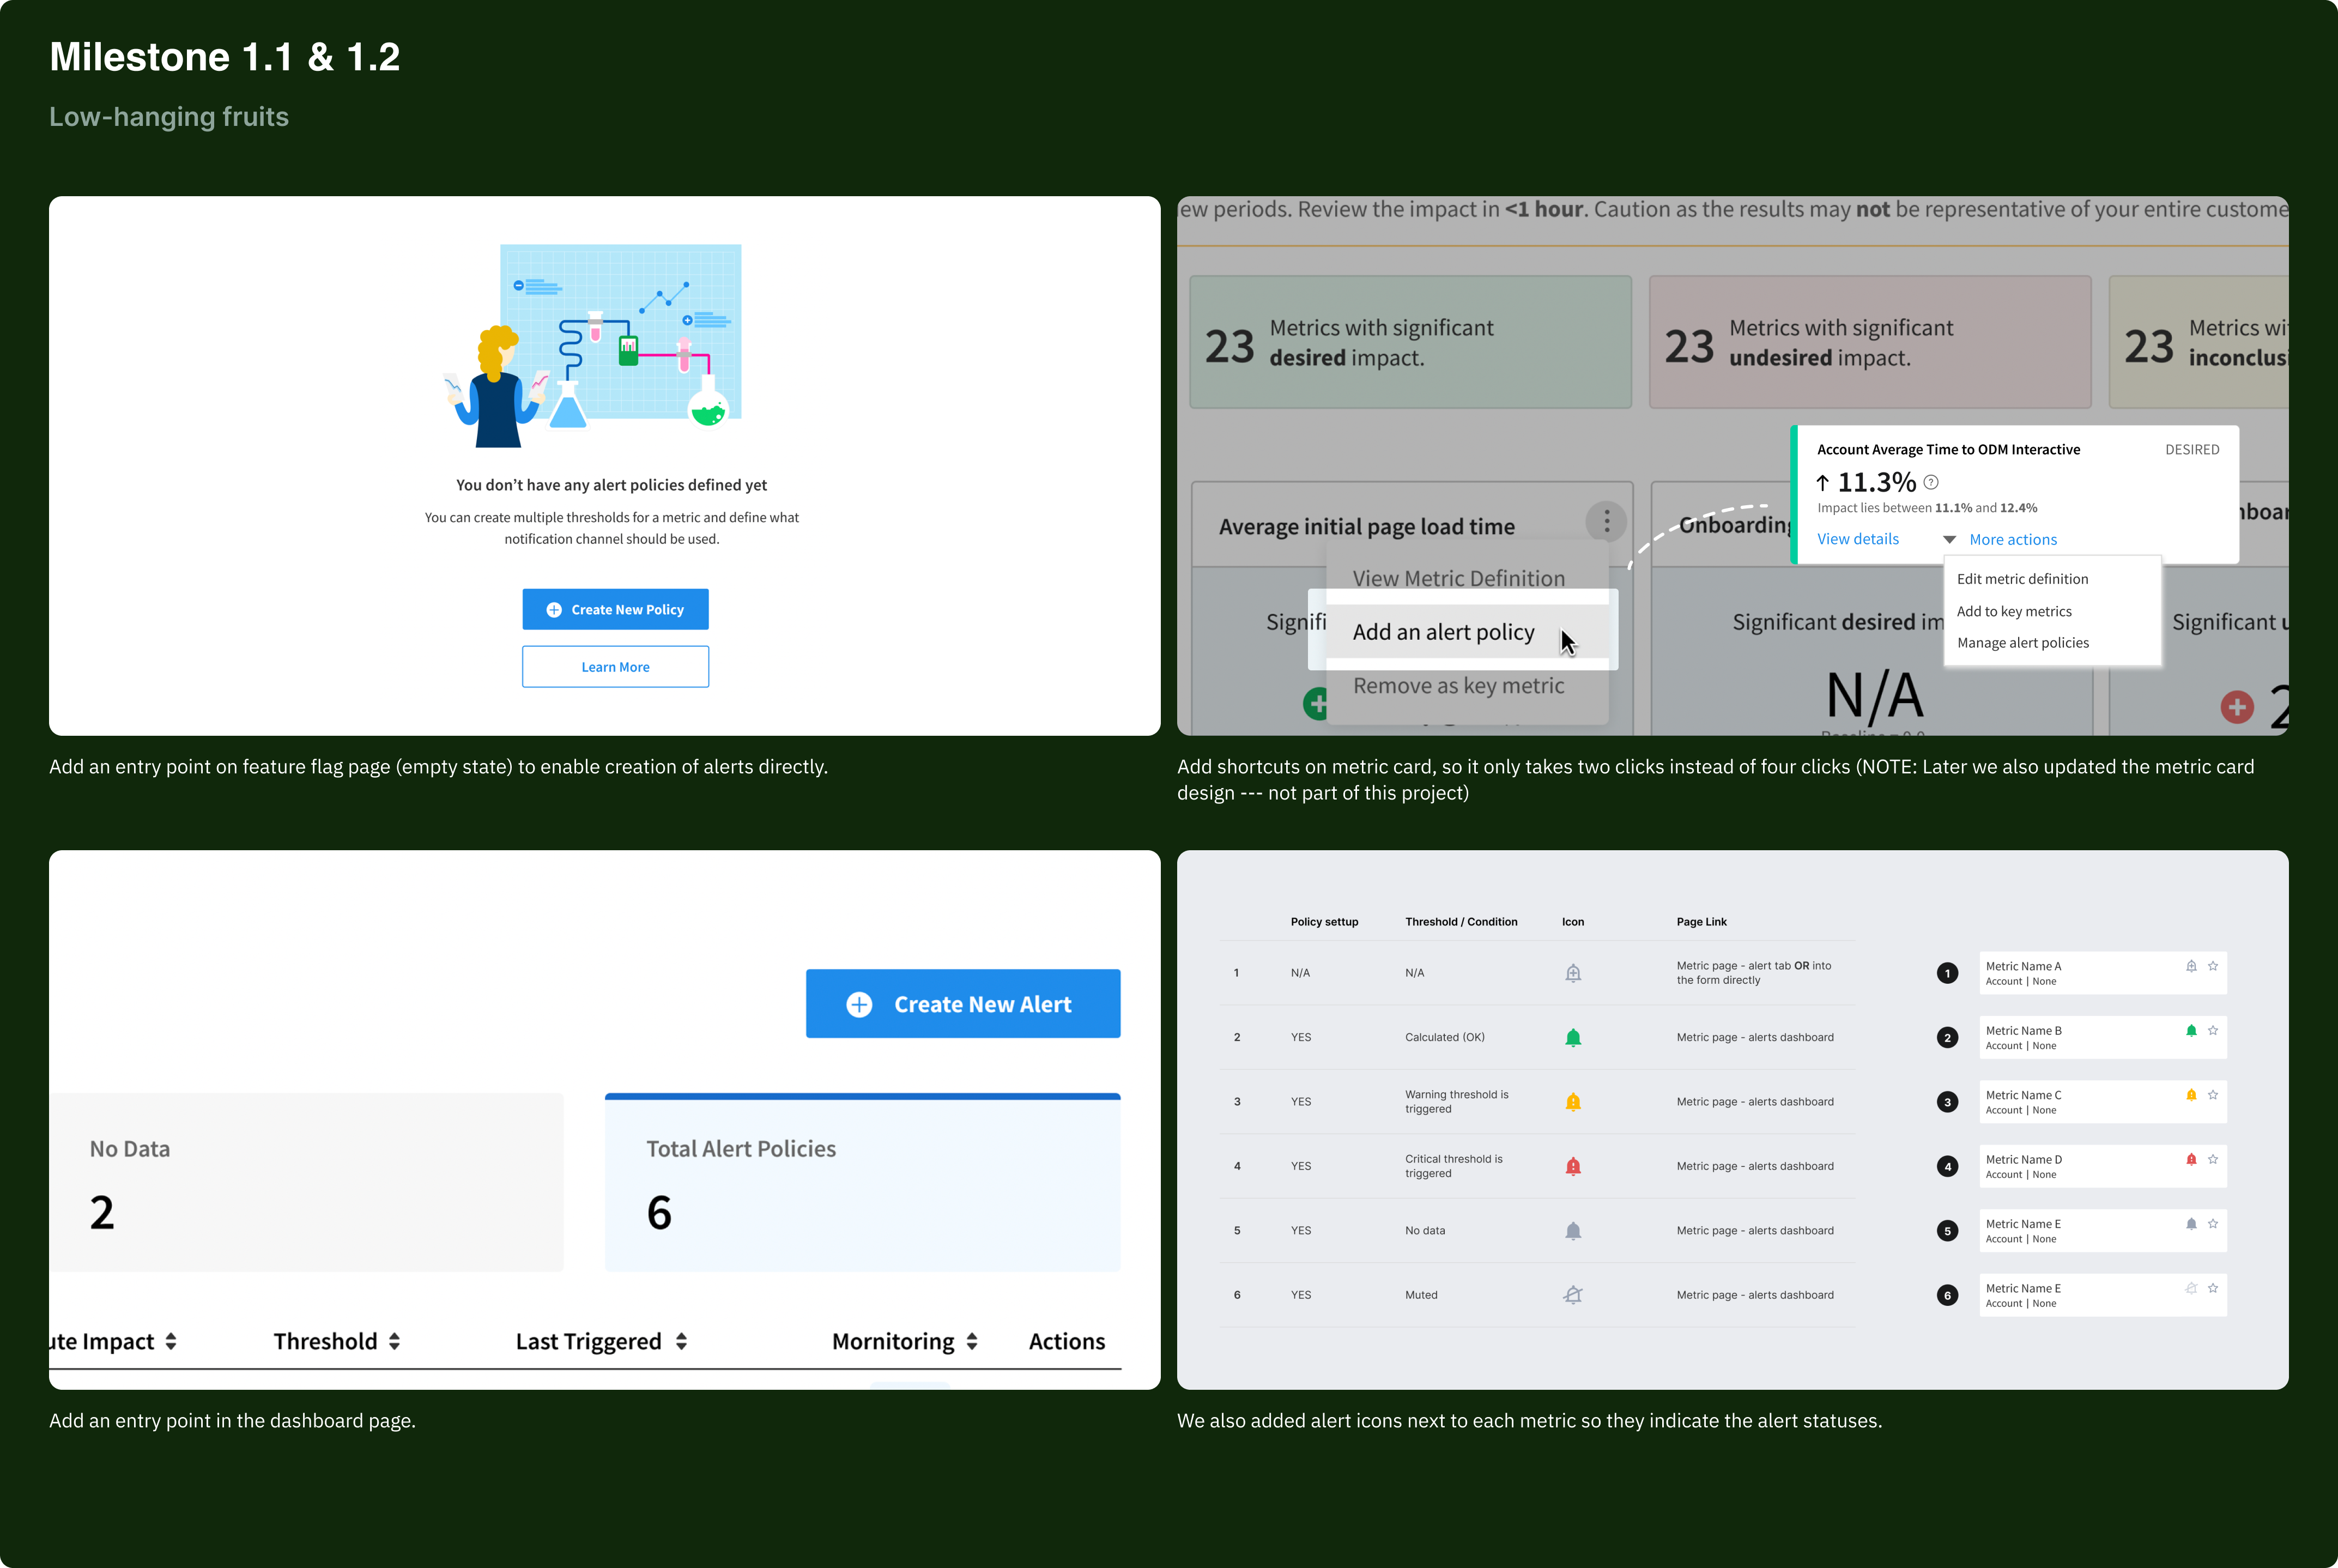 Milestone 1.1 & 1.2
Low-hanging fruits
You don’t have any alert policies defined yet
You can create multiple thresholds for a metric and define what
notification channel should be used.
Create New Policy
Learn More
Add an entry point on feature flag page (empty state) to enable creation of alerts directly.
ew periods. Review the impact in <1 hour. Caution as the results may not be representative of your entire custome
23 Metrics with significant
desired impact.
23 Metrics with significant
undesired impact.
23 Metrics wi
inconclusi
Account Average Time to ODM Interactive DESIRED
11.3%
Impact lies between 11.1% and 12.4%
View details More actions
Edit metric definition
Add to key metrics
Manage alert policies
Average initial page load time
Onboarding
nboar
View Metric Definition
Add an alert policy
Remove as key metric
Signifi
Significant desired im
Significant u
N/A
2
Add shortcuts on metric card, so it only takes two clicks instead of four clicks (NOTE: Later we also updated the metric card
design --- not part of this project)
Create New Alert
No Data
2
Total Alert Policies
6
ute Impact Threshold Last Triggered Mornitoring Actions
Add an entry point in the dashboard page.
Policy settup Threshold / Condition Icon Page Link
1 N/A N/A Metric page - alert tab OR into
the form directly
2 YES Calculated (OK) Metric page - alerts dashboard
3 YES Warning threshold is
triggered Metric page - alerts dashboard
4 YES Critical threshold is
triggered Metric page - alerts dashboard
5 YES No data Metric page - alerts dashboard
6 YES Muted Metric page - alerts dashboard
1 Metric Name A
Account | None
2 Metric Name B
Account | None
3 Metric Name C
Account | None
4 Metric Name D
Account | None
5 Metric Name E
Account | None
6 Metric Name E
Account | None
We also added alert icons next to each metric so they indicate the alert statuses.